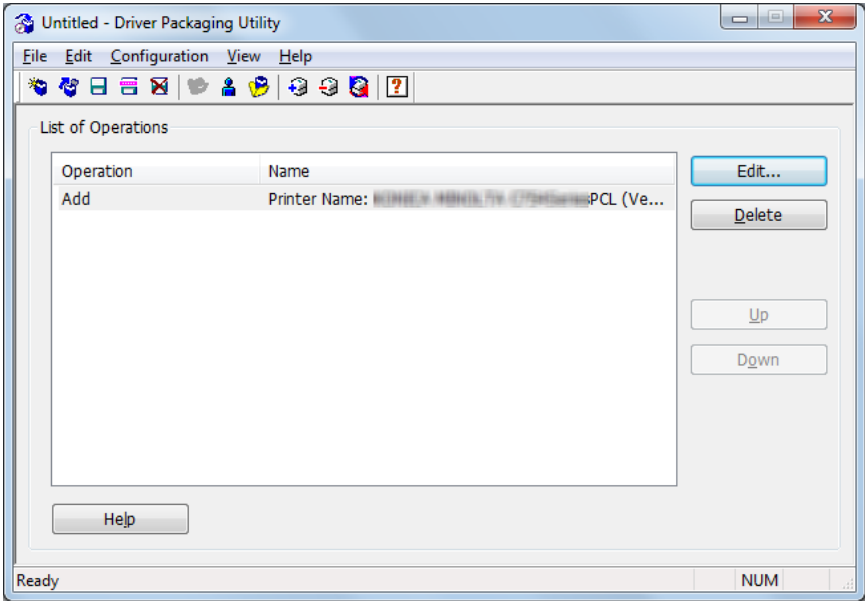 Untitled - Driver Packaging Utility
File Edit Configuration View Help
List of Operations
Operation Name
Add Printer Name: PCL (Ve...
Edit...
Delete
Up
Down
Help
Ready NUM